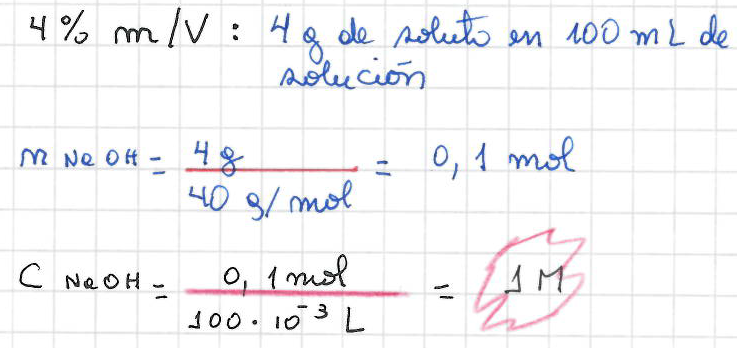 4% m/V : 4 g de soluto en 100 mL de
solución
n NaOH = 4 g / 40 g/mol = 0,1 mol
C NaOH = 0,1 mol / 100 · 10⁻³ L = 1 M